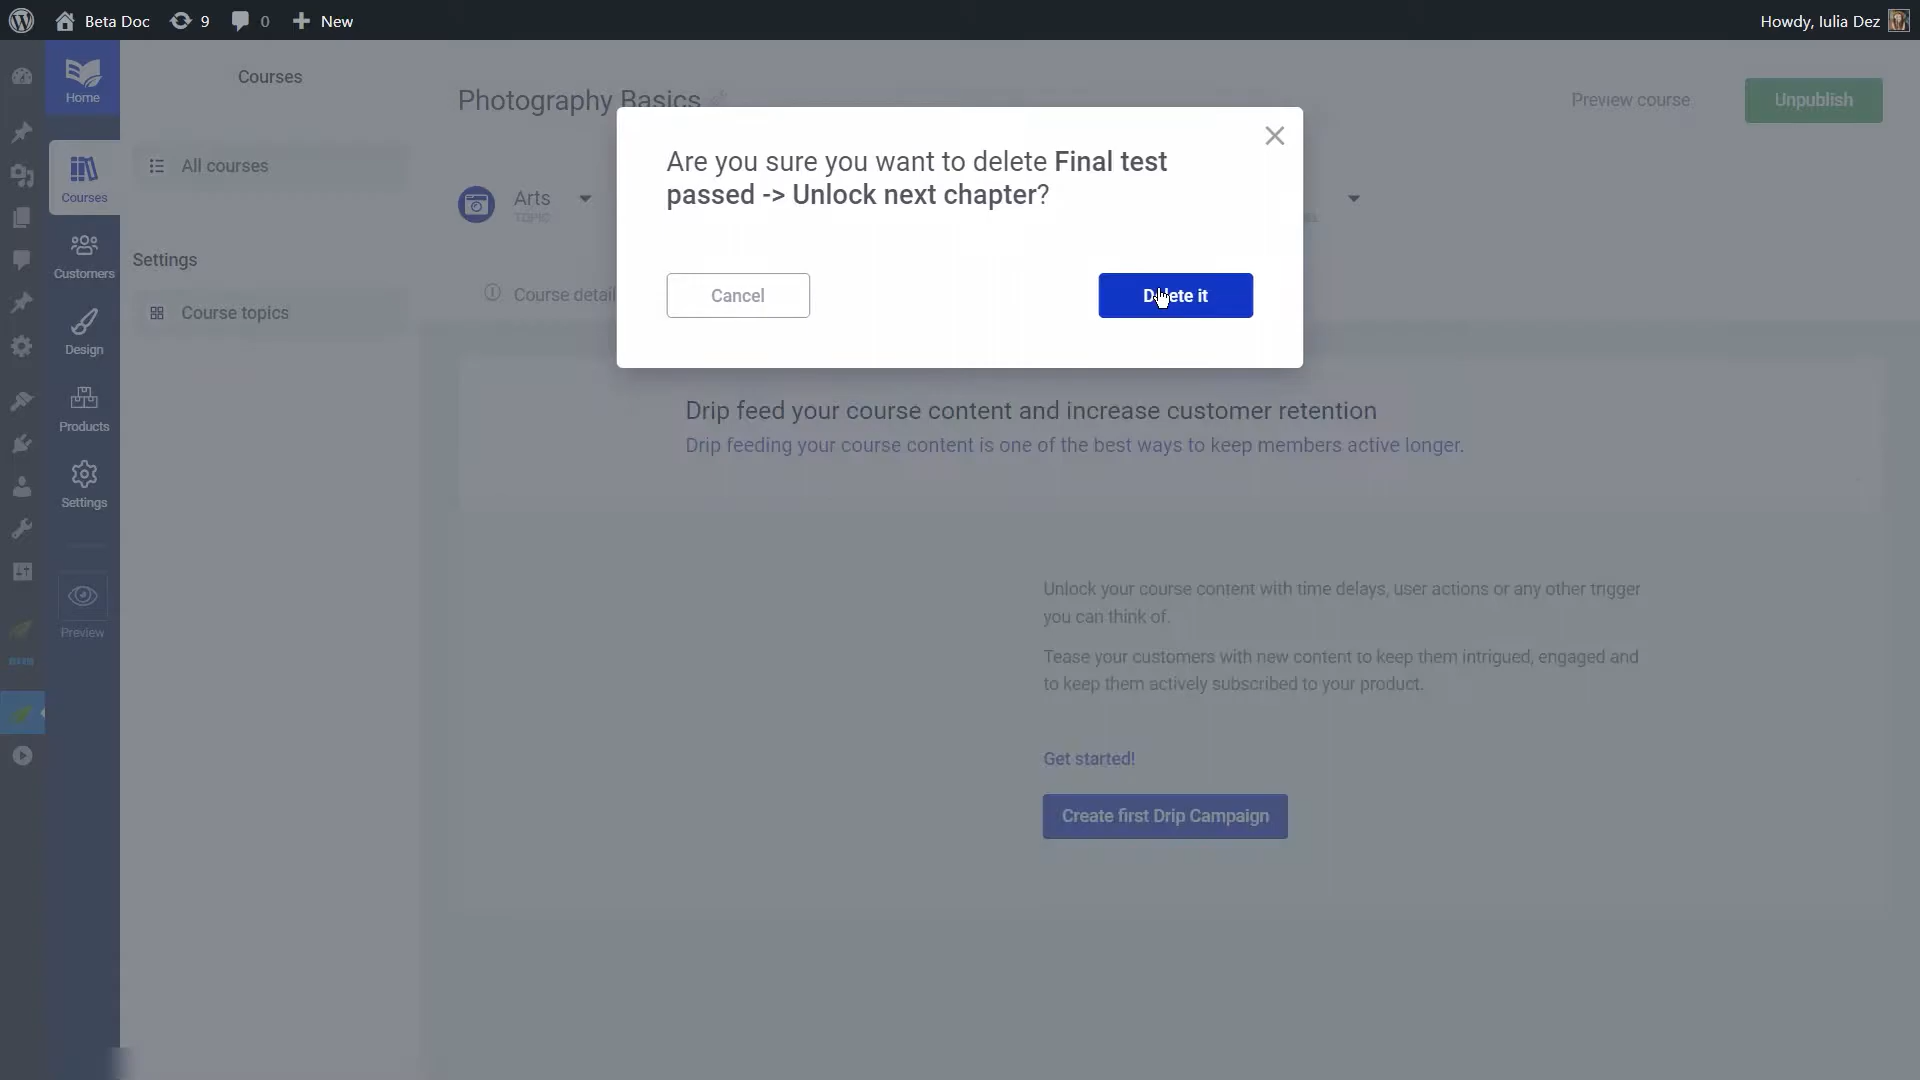 Beta Doc 9 0 New
Howdy, Iulia Dez
Home
Courses
Customers
Design
Products
Settings
Preview
Courses
All courses
Settings
Course topics
Photography Basics
Preview course
Unpublish
Arts
TOPIC
Course detail
Are you sure you want to delete Final test
passed -> Unlock next chapter?
Cancel
Delete it
Drip feed your course content and increase customer retention
Drip feeding your course content is one of the best ways to keep members active longer.
Unlock your course content with time delays, user actions or any other trigger
you can think of.
Tease your customers with new content to keep them intrigued, engaged and
to keep them actively subscribed to your product.
Get started!
Create first Drip Campaign